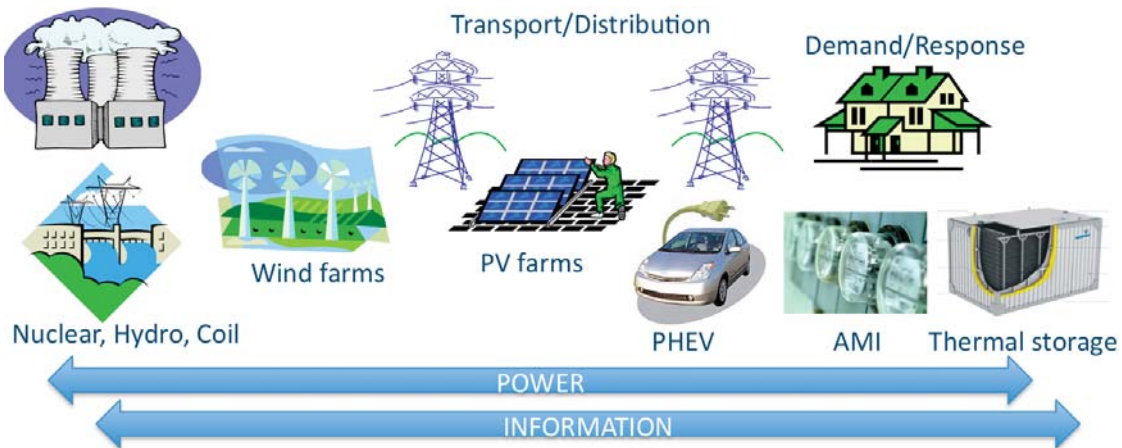 Transport/Distribution
Demand/Response
Wind farms
PV farms
Nuclear, Hydro, Coil
PHEV
AMI
Thermal storage
POWER
INFORMATION